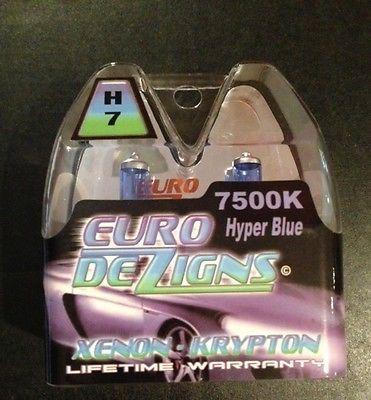 H
7
EURO
7500K
Hyper Blue
EURO
DEZIGNS ©
XENON - KRYPTON
LIFETIME WARRANTY